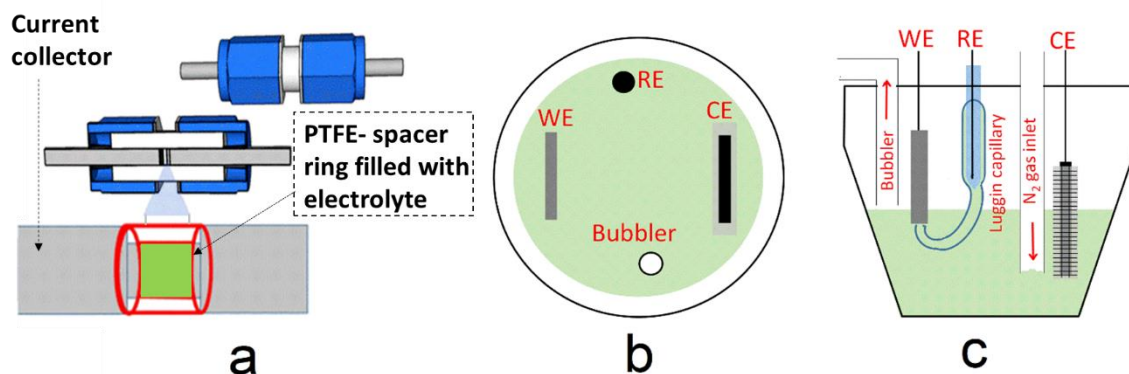 Current
collector
PTFE- spacer
ring filled with
electrolyte
a
RE
WE
CE
Bubbler
b
WE
RE
CE
Bubbler
Luggin capillary
N₂ gas inlet
c